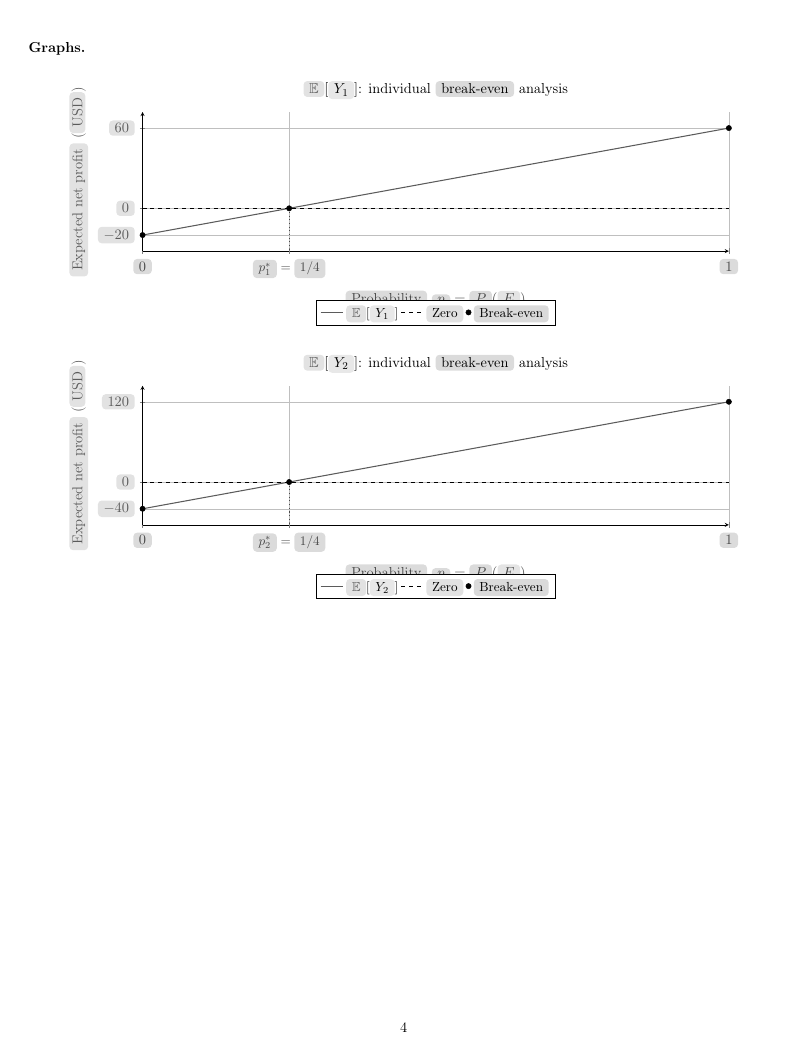 Graphs.
𝔼[Y₁]: individual break-even analysis
Expected net profit (USD)
60
0
−20
0
p₁* = 1/4
1
Probability p = P(E)
𝔼[Y₁] Zero Break-even
𝔼[Y₂]: individual break-even analysis
Expected net profit (USD)
120
0
−40
0
p₂* = 1/4
1
Probability p = P(E)
𝔼[Y₂] Zero Break-even
4